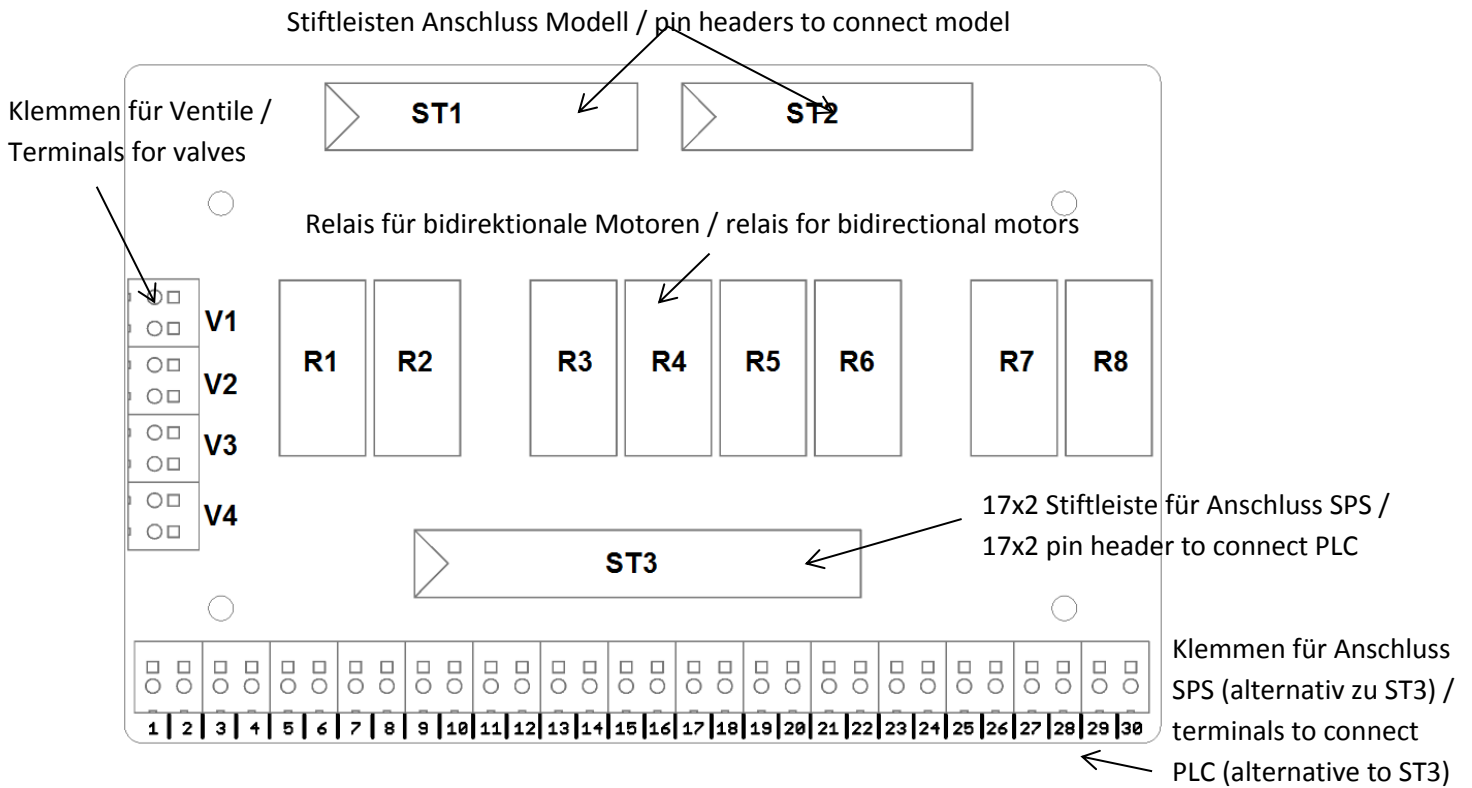 Stiftleisten Anschluss Modell / pin headers to connect model
Klemmen für Ventile /
Terminals for valves
ST1
ST2
Relais für bidirektionale Motoren / relais for bidirectional motors
V1
V2
V3
V4
R1
R2
R3
R4
R5
R6
R7
R8
17x2 Stiftleiste für Anschluss SPS /
17x2 pin header to connect PLC
ST3
Klemmen für Anschluss
SPS (alternativ zu ST3) /
terminals to connect
PLC (alternative to ST3)
1 2 3 4 5 6 7 8 9 10 11 12 13 14 15 16 17 18 19 20 21 22 23 24 25 26 27 28 29 30